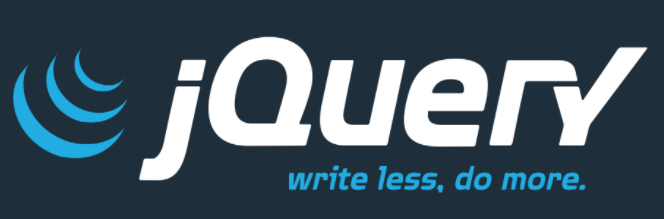 jQuery
write less, do more.